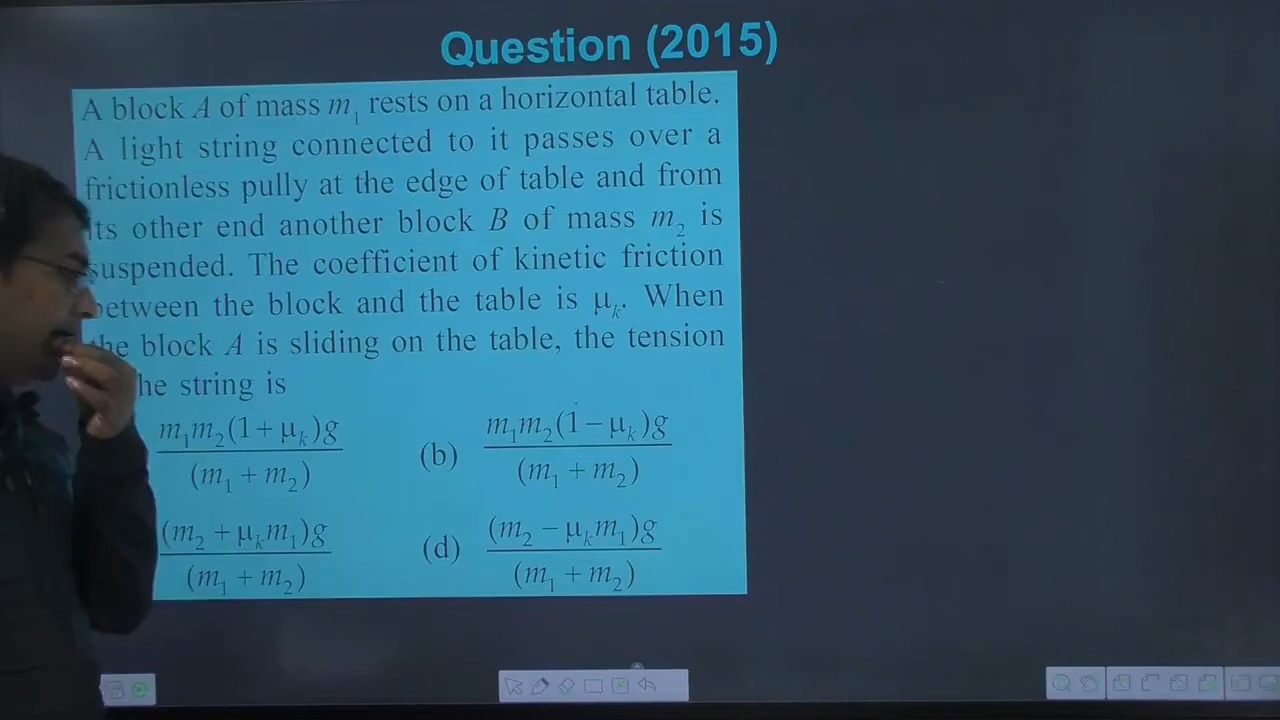 Question (2015)
A block A of mass m₁ rests on a horizontal table.
A light string connected to it passes over a
frictionless pully at the edge of table and from
its other end another block B of mass m₂ is
suspended. The coefficient of kinetic friction
between the block and the table is μₖ. When
the block A is sliding on the table, the tension
he string is
m₁m₂(1+μₖ)g/(m₁+m₂) (b) m₁m₂(1−μₖ)g/(m₁+m₂)
(m₂+μₖm₁)g/(m₁+m₂) (d) (m₂−μₖm₁)g/(m₁+m₂)